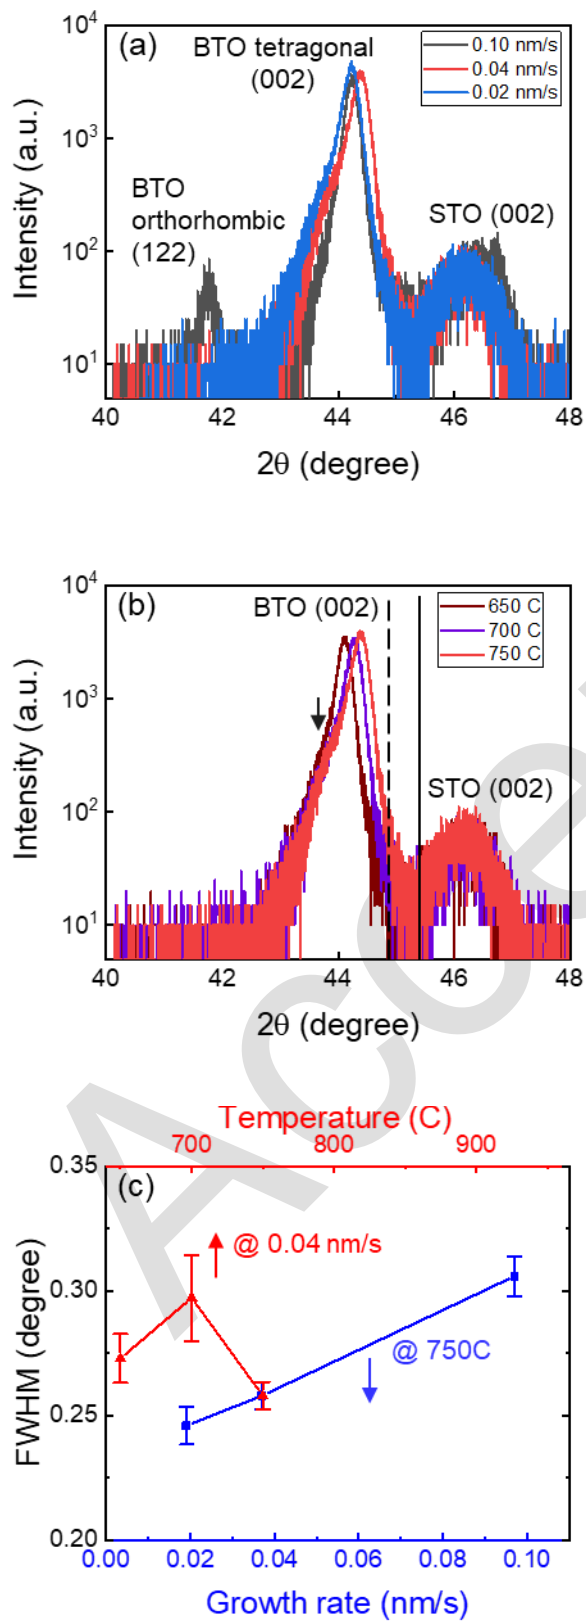 (a)
BTO tetragonal
(002)
0.10 nm/s
0.04 nm/s
0.02 nm/s
BTO
orthorhombic
(122)
STO (002)
Intensity (a.u.)
10⁴
10³
10²
10¹
40 42 44 46 48
2θ (degree)
(b)
BTO (002)
650 C
700 C
750 C
STO (002)
Intensity (a.u.)
10⁴
10³
10²
10¹
40 42 44 46 48
2θ (degree)
Temperature (C)
700 800 900
(c)
@ 0.04 nm/s
@ 750C
FWHM (degree)
0.35
0.30
0.25
0.20
0.00 0.02 0.04 0.06 0.08 0.10
Growth rate (nm/s)
Acce